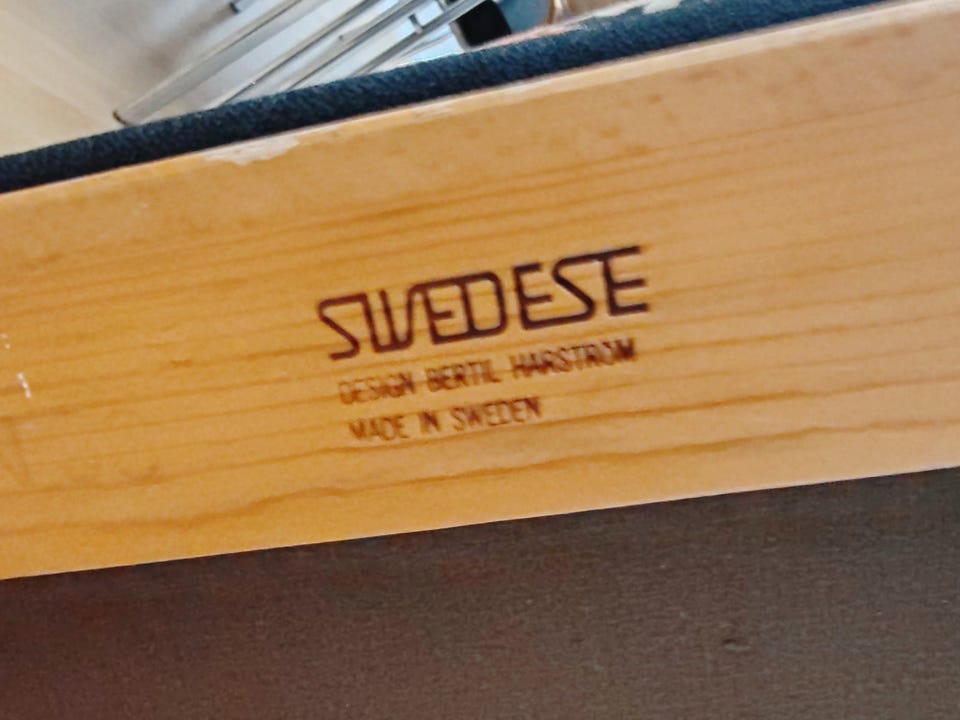 SWEDESE
DESIGN BERTIL HARSTRÖM
MADE IN SWEDEN